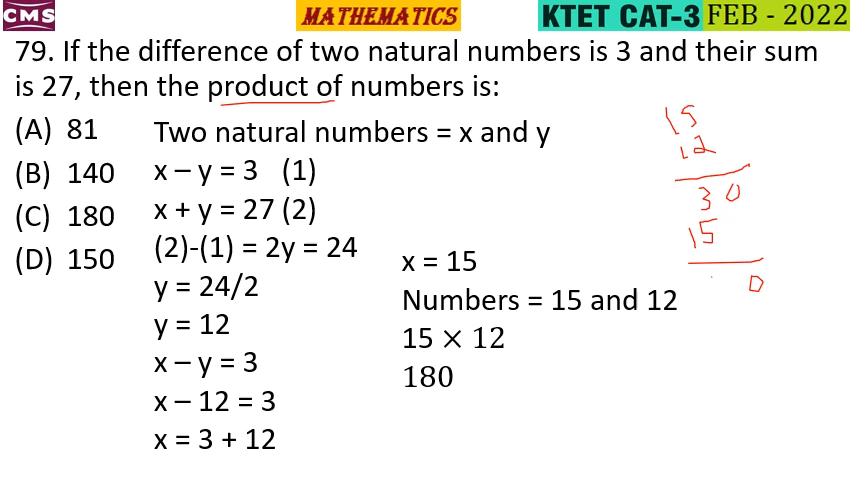 CMS
MATHEMATICS
KTET CAT-3 FEB - 2022
79. If the difference of two natural numbers is 3 and their sum
is 27, then the product of numbers is:
(A) 81
(B) 140
(C) 180
(D) 150
Two natural numbers = x and y
x – y = 3 (1)
x + y = 27 (2)
(2)-(1) = 2y = 24
y = 24/2
y = 12
x – y = 3
x – 12 = 3
x = 3 + 12
x = 15
Numbers = 15 and 12
15 × 12
180
15
12
30
15
0